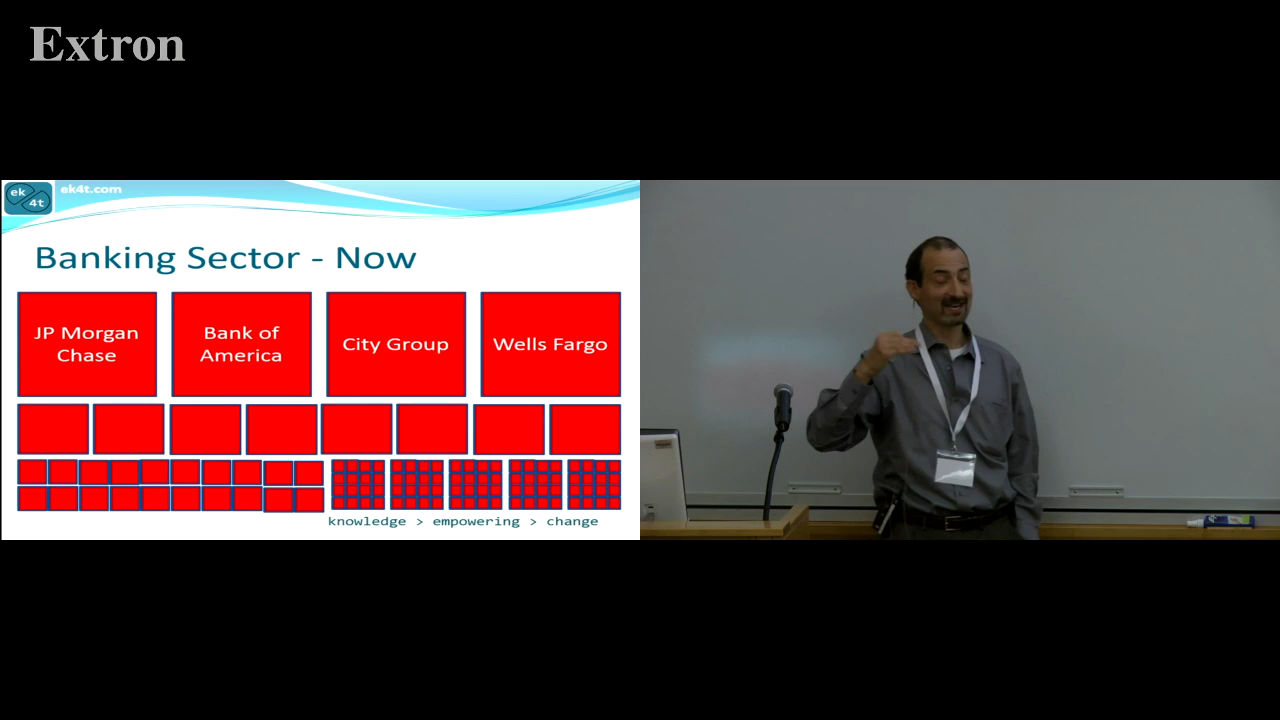 Extron
ek
4t
ek4t.com
Banking Sector - Now
JP Morgan
Chase
Bank of
America
City Group
Wells Fargo
knowledge > empowering > change